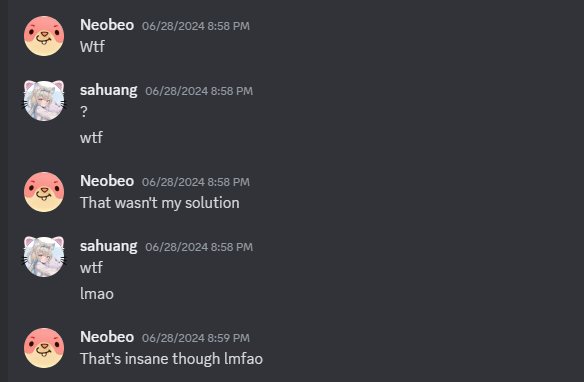 Neobeo 06/28/2024 8:58 PM
Wtf
sahuang 06/28/2024 8:58 PM
?
wtf
Neobeo 06/28/2024 8:58 PM
That wasn't my solution
sahuang 06/28/2024 8:58 PM
wtf
lmao
Neobeo 06/28/2024 8:59 PM
That's insane though lmfao